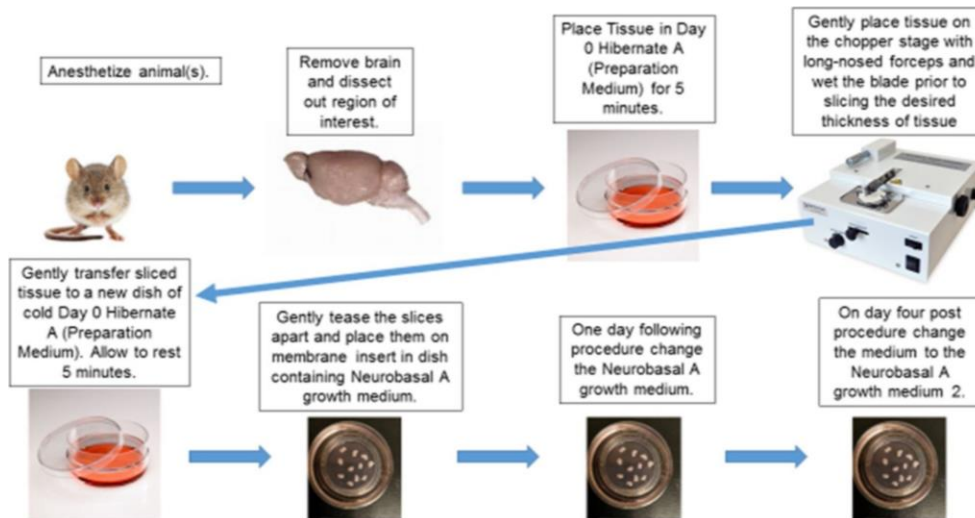 Anesthetize animal(s).
Remove brain
and dissect
out region of
interest.
Place Tissue in Day
0 Hibernate A
(Preparation
Medium) for 5
minutes.
Gently place tissue on
the chopper stage with
long-nosed forceps and
wet the blade prior to
slicing the desired
thickness of tissue
Gently transfer sliced
tissue to a new dish of
cold Day 0 Hibernate
A (Preparation
Medium). Allow to rest
5 minutes.
Gently tease the slices
apart and place them on
membrane insert in dish
containing Neurobasal A
growth medium.
One day following
procedure change
the Neurobasal A
growth medium.
On day four post
procedure change
the medium to the
Neurobasal A
growth medium 2.